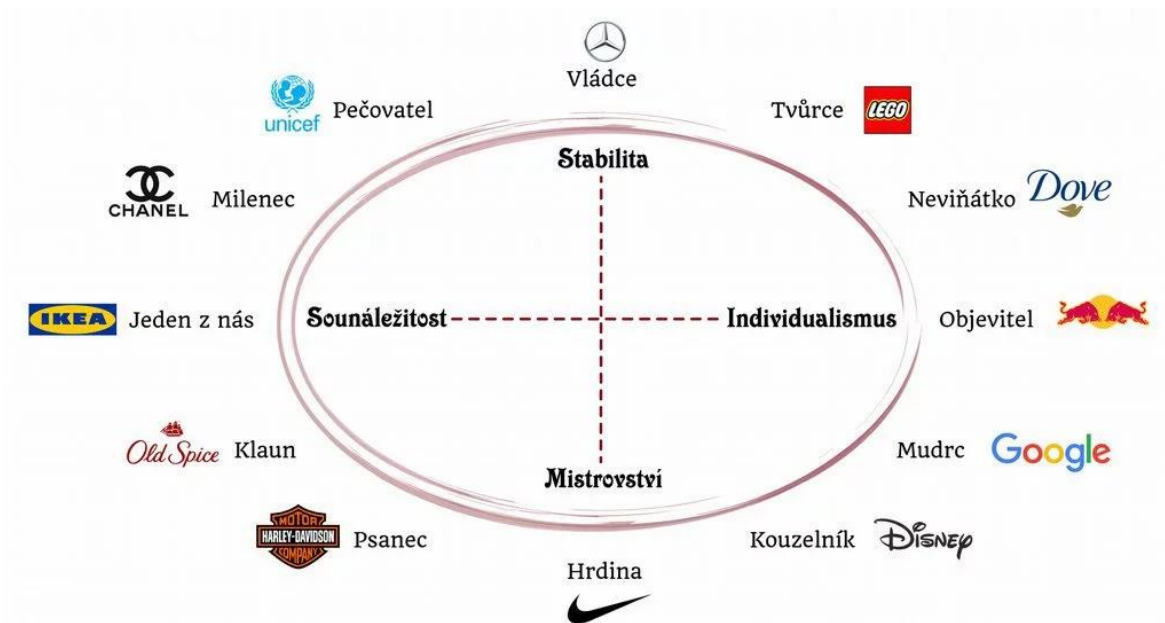 Vládce
unicef Pečovatel
Tvůrce LEGO
Stabilita
CHANEL Milenec
Neviňátko Dove
IKEA Jeden z nás
Sounáležitost
Individualismus
Objevitel
Old Spice Klaun
Mudrc Google
Mistrovství
MOTOR
HARLEY-DAVIDSON
COMPANY
Psanec
Kouzelník Disney
Hrdina